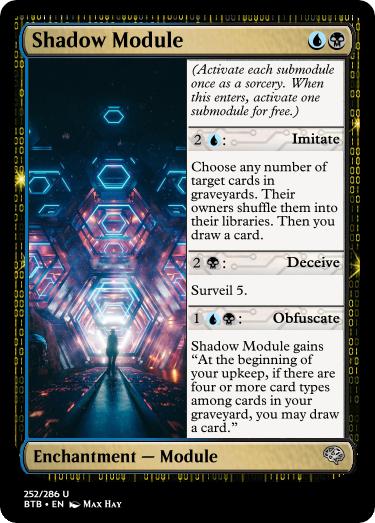 Shadow Module
(Activate each submodule
once as a sorcery. When
this enters, activate one
submodule for free.)
2 : Imitate
Choose any number of
target cards in
graveyards. Their
owners shuffle them into
their libraries. Then you
draw a card.
2 : Deceive
Surveil 5.
1 : Obfuscate
Shadow Module gains
“At the beginning of
your upkeep, if there are
four or more card types
among cards in your
graveyard, you may draw
a card.”
Enchantment — Module
252/286 U
BTB • EN Max Hay